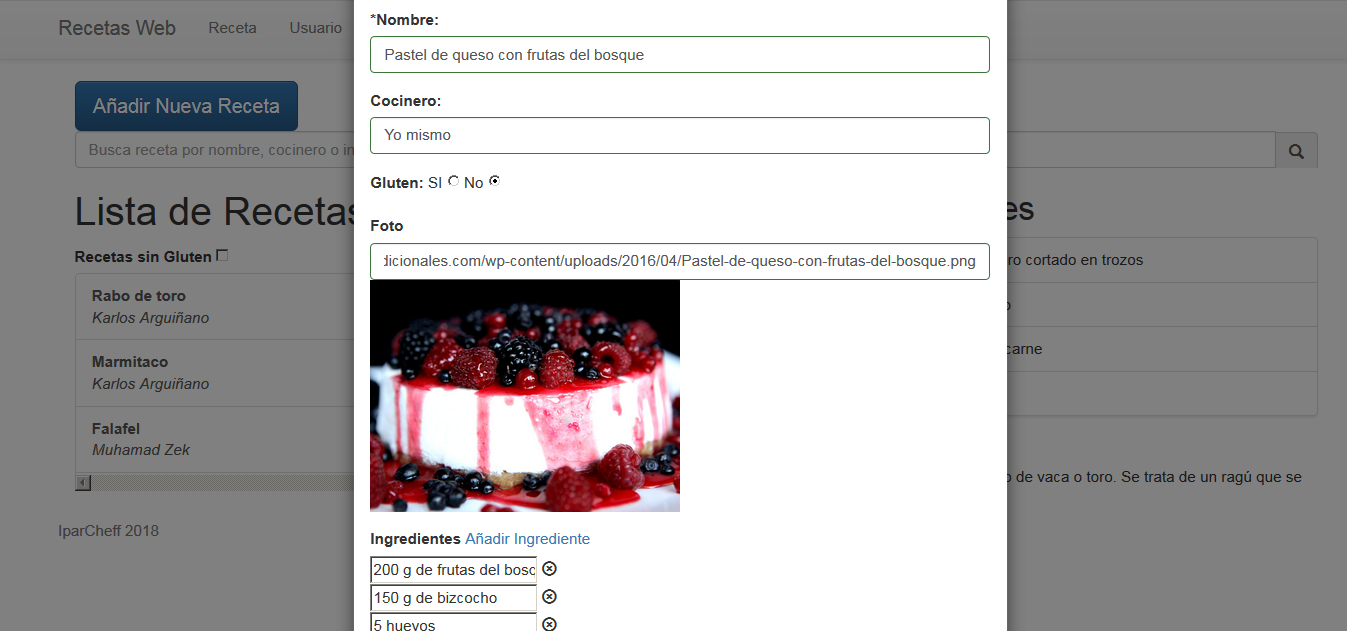 Recetas Web Receta Usuario
Añadir Nueva Receta
Busca receta por nombre, cocinero o
Lista de Recetas
Recetas sin Gluten
Rabo de toro
Karlos Arguiñano
Marmitaco
Karlos Arguiñano
Falafel
Muhamad Zek
IparCheff 2018
*Nombre:
Pastel de queso con frutas del bosque
Cocinero:
Yo mismo
Gluten: SI No
Foto
dicionales.com/wp-content/uploads/2016/04/Pastel-de-queso-con-frutas-del-bosque.png
Ingredientes Añadir Ingrediente
200 g de frutas del bosq
150 g de bizcocho
5 huevos
es
ro cortado en trozos
carne
de vaca o toro. Se trata de un ragú que se